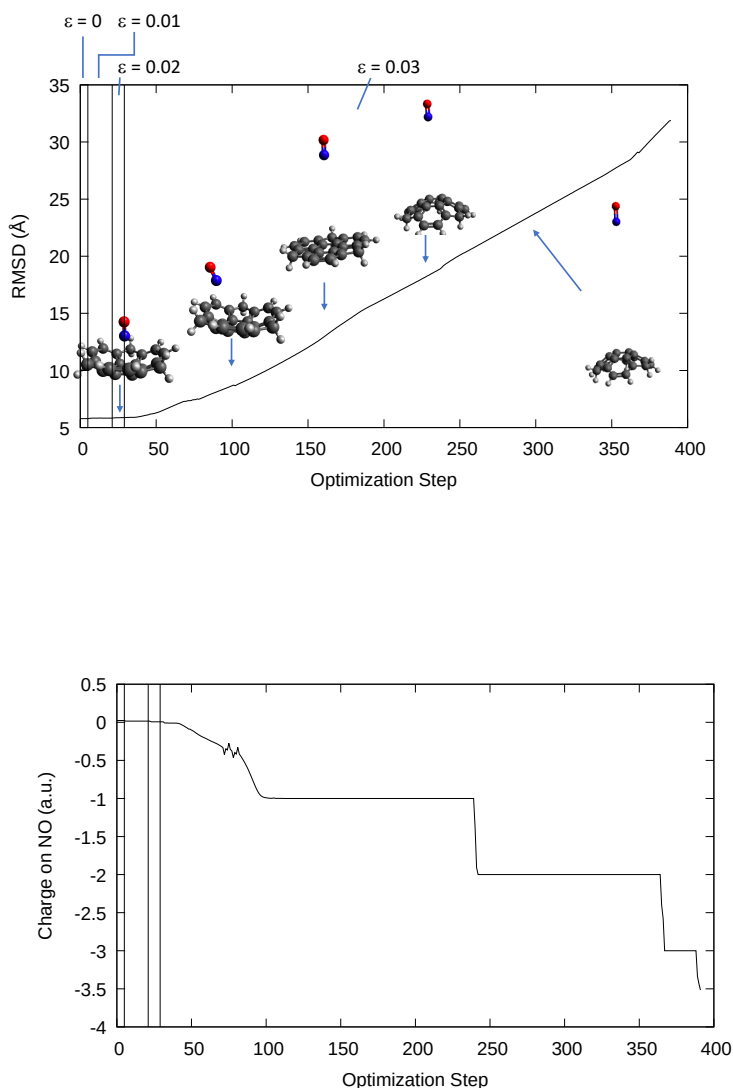 ε = 0 ε = 0.01
ε = 0.02 ε = 0.03
35
30
25
20
15
10
5
RMSD (Å)
0 50 100 150 200 250 300 350 400
Optimization Step
0.5
0
-0.5
-1
-1.5
-2
-2.5
-3
-3.5
-4
Charge on NO (a.u.)
0 50 100 150 200 250 300 350 400
Optimization Step